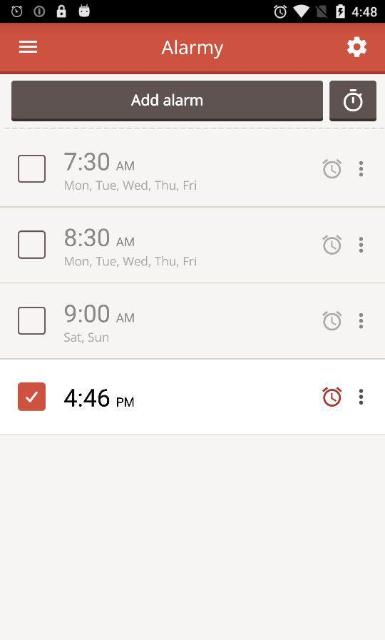 4:48
Alarmy
Add alarm
7:30 AM
Mon, Tue, Wed, Thu, Fri
8:30 AM
Mon, Tue, Wed, Thu, Fri
9:00 AM
Sat, Sun
4:46 PM